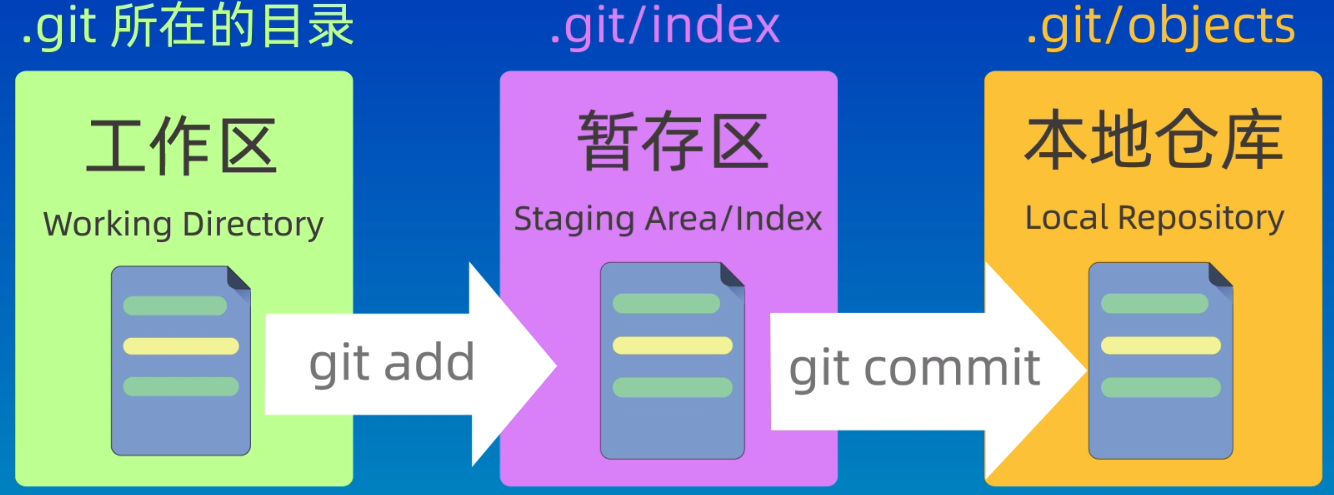 .git 所在的目录
.git/index
.git/objects
工作区
Working Directory
暂存区
Staging Area/Index
本地仓库
Local Repository
git add
git commit